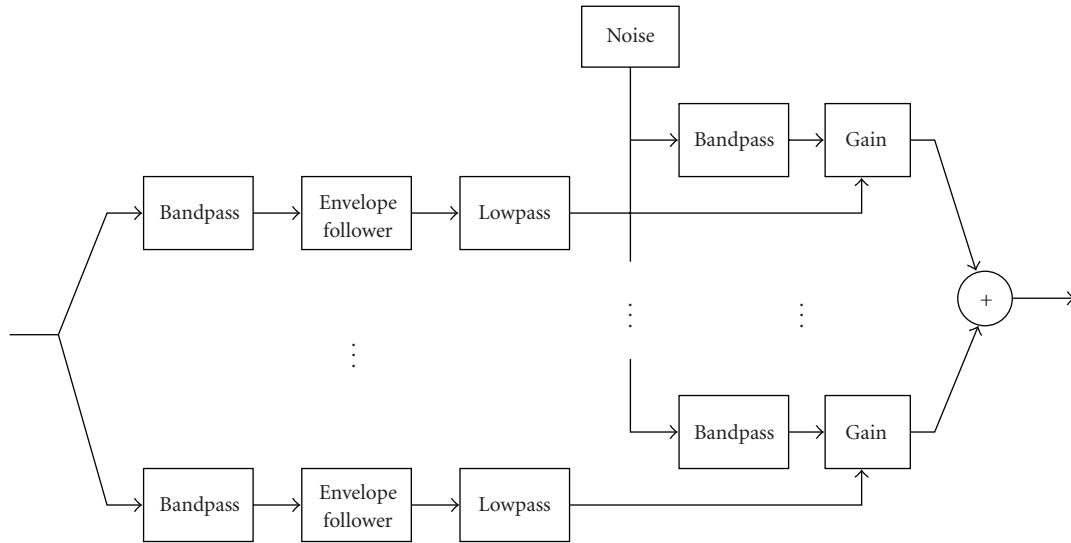 Noise
Bandpass
Gain
Bandpass
Envelope
follower
Lowpass
+
Bandpass
Gain
Bandpass
Envelope
follower
Lowpass